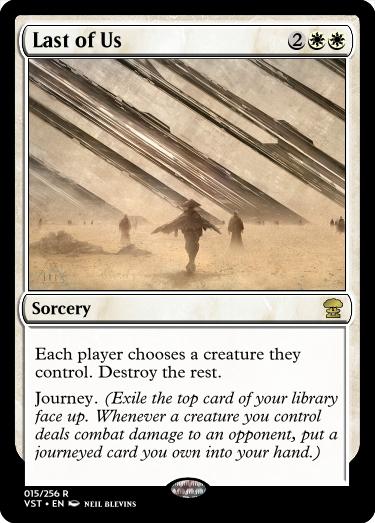 Last of Us 2
Sorcery
Each player chooses a creature they
control. Destroy the rest.
Journey. (Exile the top card of your library
face up. Whenever a creature you control
deals combat damage to an opponent, put a
journeyed card you own into your hand.)
015/256 R
VST • EN NEIL BLEVINS